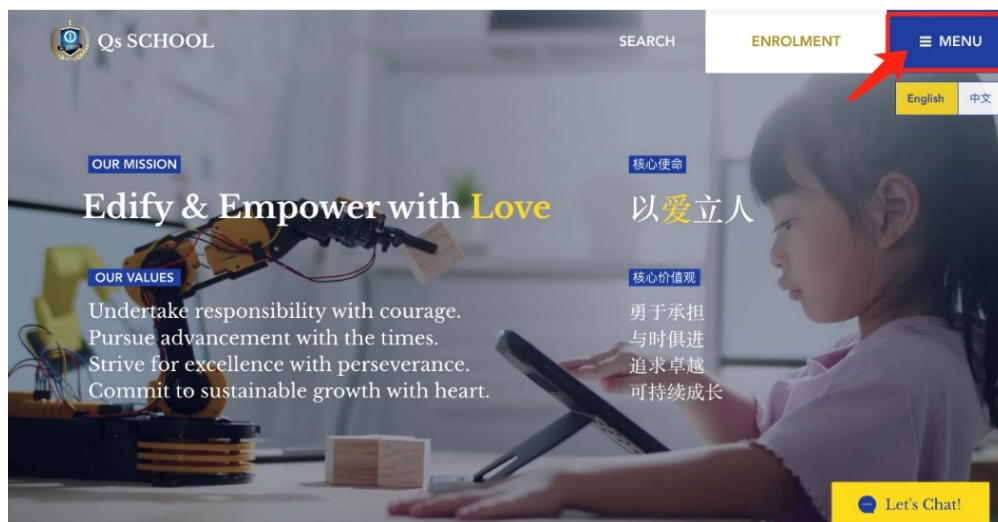 Qs SCHOOL
SEARCH
ENROLMENT
☰ MENU
English
中文
OUR MISSION
Edify & Empower with Love
OUR VALUES
Undertake responsibility with courage.
Pursue advancement with the times.
Strive for excellence with perseverance.
Commit to sustainable growth with heart.
核心使命
以爱立人
核心价值观
勇于承担
与时俱进
追求卓越
可持续成长
Let's Chat!